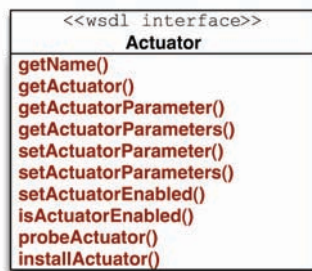 <<wsdl interface>>
Actuator
getName()
getActuator()
getActuatorParameter()
getActuatorParameters()
setActuatorParameter()
setActuatorParameters()
setActuatorEnabled()
isActuatorEnabled()
probeActuator()
installActuator()